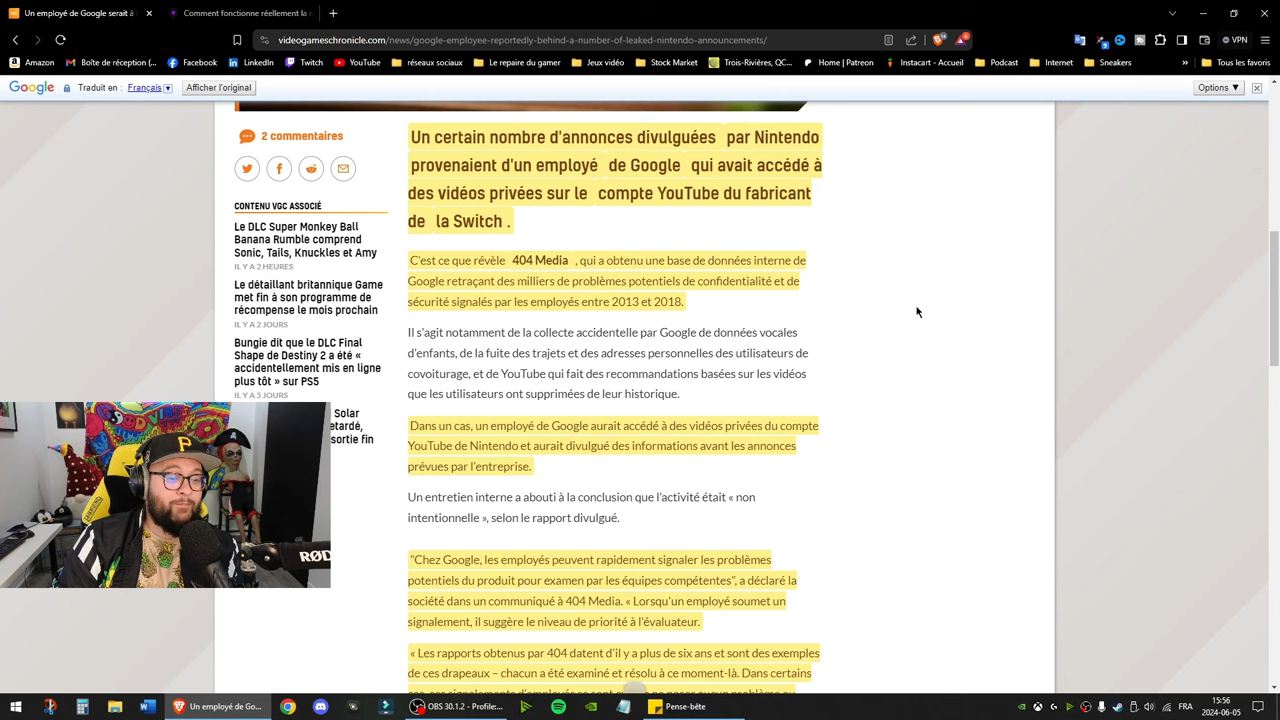 Un employé de Google serait à
Comment fonctionne réellement la
videogameschronicle.com/news/google-employee-reportedly-behind-a-number-of-leaked-nintendo-announcements/
VPN
Amazon
Boîte de réception (...
Facebook
LinkedIn
Twitch
YouTube
réseaux sociaux
Le repaire du gamer
Jeux vidéo
Stock Market
Trois-Rivières, QC...
Home | Patreon
Instacart - Accueil
Podcast
Internet
Sneakers
Tous les favoris
Google Traduit en : Français Afficher l'original
Options ▼
2 commentaires
CONTENU VGC ASSOCIÉ
Le DLC Super Monkey Ball
Banana Rumble comprend
Sonic, Tails, Knuckles et Amy
IL Y A 2 HEURES
Le détaillant britannique Game
met fin à son programme de
récompense le mois prochain
IL Y A 2 JOURS
Bungie dit que le DLC Final
Shape de Destiny 2 a été «
accidentellement mis en ligne
plus tôt » sur PS5
IL Y A 5 JOURS
Solar
etardé,
sortie fin
Un certain nombre d'annonces divulguées par Nintendo
provenaient d'un employé de Google qui avait accédé à
des vidéos privées sur le compte YouTube du fabricant
de la Switch .
C'est ce que révèle 404 Media , qui a obtenu une base de données interne de
Google retraçant des milliers de problèmes potentiels de confidentialité et de
sécurité signalés par les employés entre 2013 et 2018.
Il s'agit notamment de la collecte accidentelle par Google de données vocales
d'enfants, de la fuite des trajets et des adresses personnelles des utilisateurs de
covoiturage, et de YouTube qui fait des recommandations basées sur les vidéos
que les utilisateurs ont supprimées de leur historique.
Dans un cas, un employé de Google aurait accédé à des vidéos privées du compte
YouTube de Nintendo et aurait divulgué des informations avant les annonces
prévues par l'entreprise.
Un entretien interne a abouti à la conclusion que l'activité était « non
intentionnelle », selon le rapport divulgué.
"Chez Google, les employés peuvent rapidement signaler les problèmes
potentiels du produit pour examen par les équipes compétentes", a déclaré la
société dans un communiqué à 404 Media. « Lorsqu'un employé soumet un
signalement, il suggère le niveau de priorité à l'évaluateur.
« Les rapports obtenus par 404 datent d'il y a plus de six ans et sont des exemples
de ces drapeaux – chacun a été examiné et résolu à ce moment-là. Dans certains
P
RØD
Un employé de Go...
OBS 30.1.2 - Profile:...
Pense-bête
FRA
15:56
2024-06-05